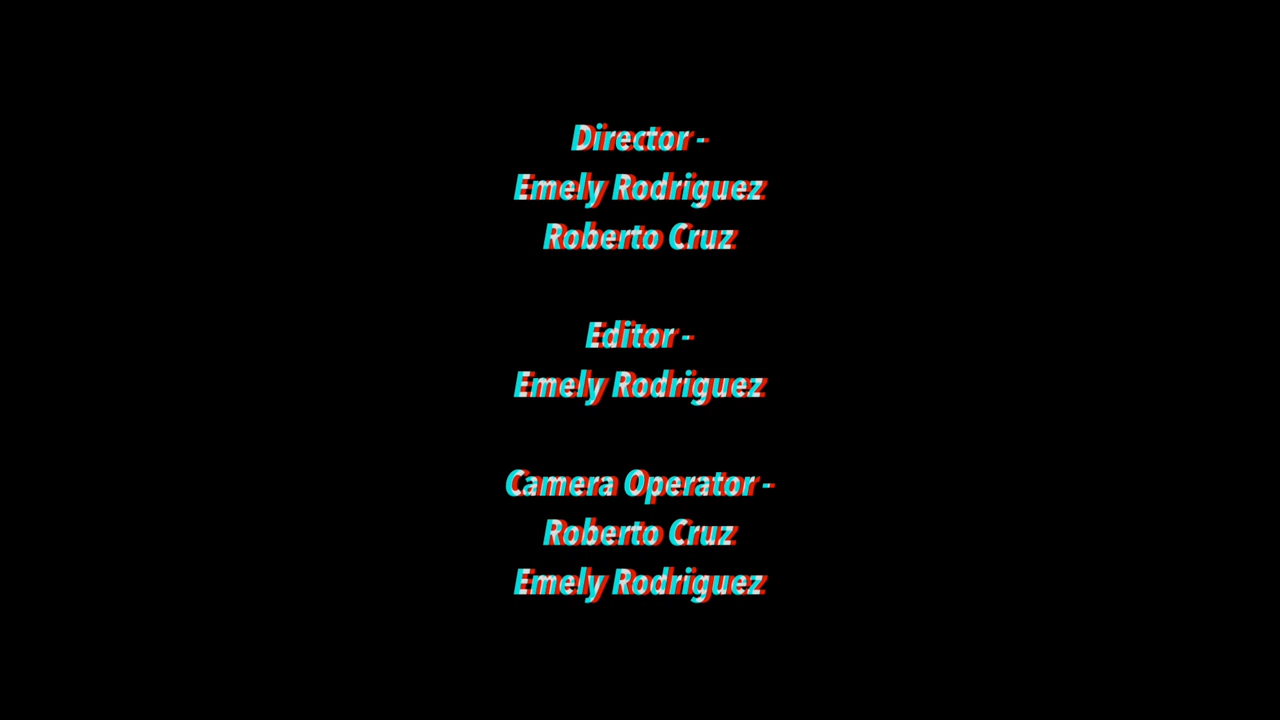 Director -
Emely Rodriguez
Roberto Cruz
Editor -
Emely Rodriguez
Camera Operator -
Roberto Cruz
Emely Rodriguez